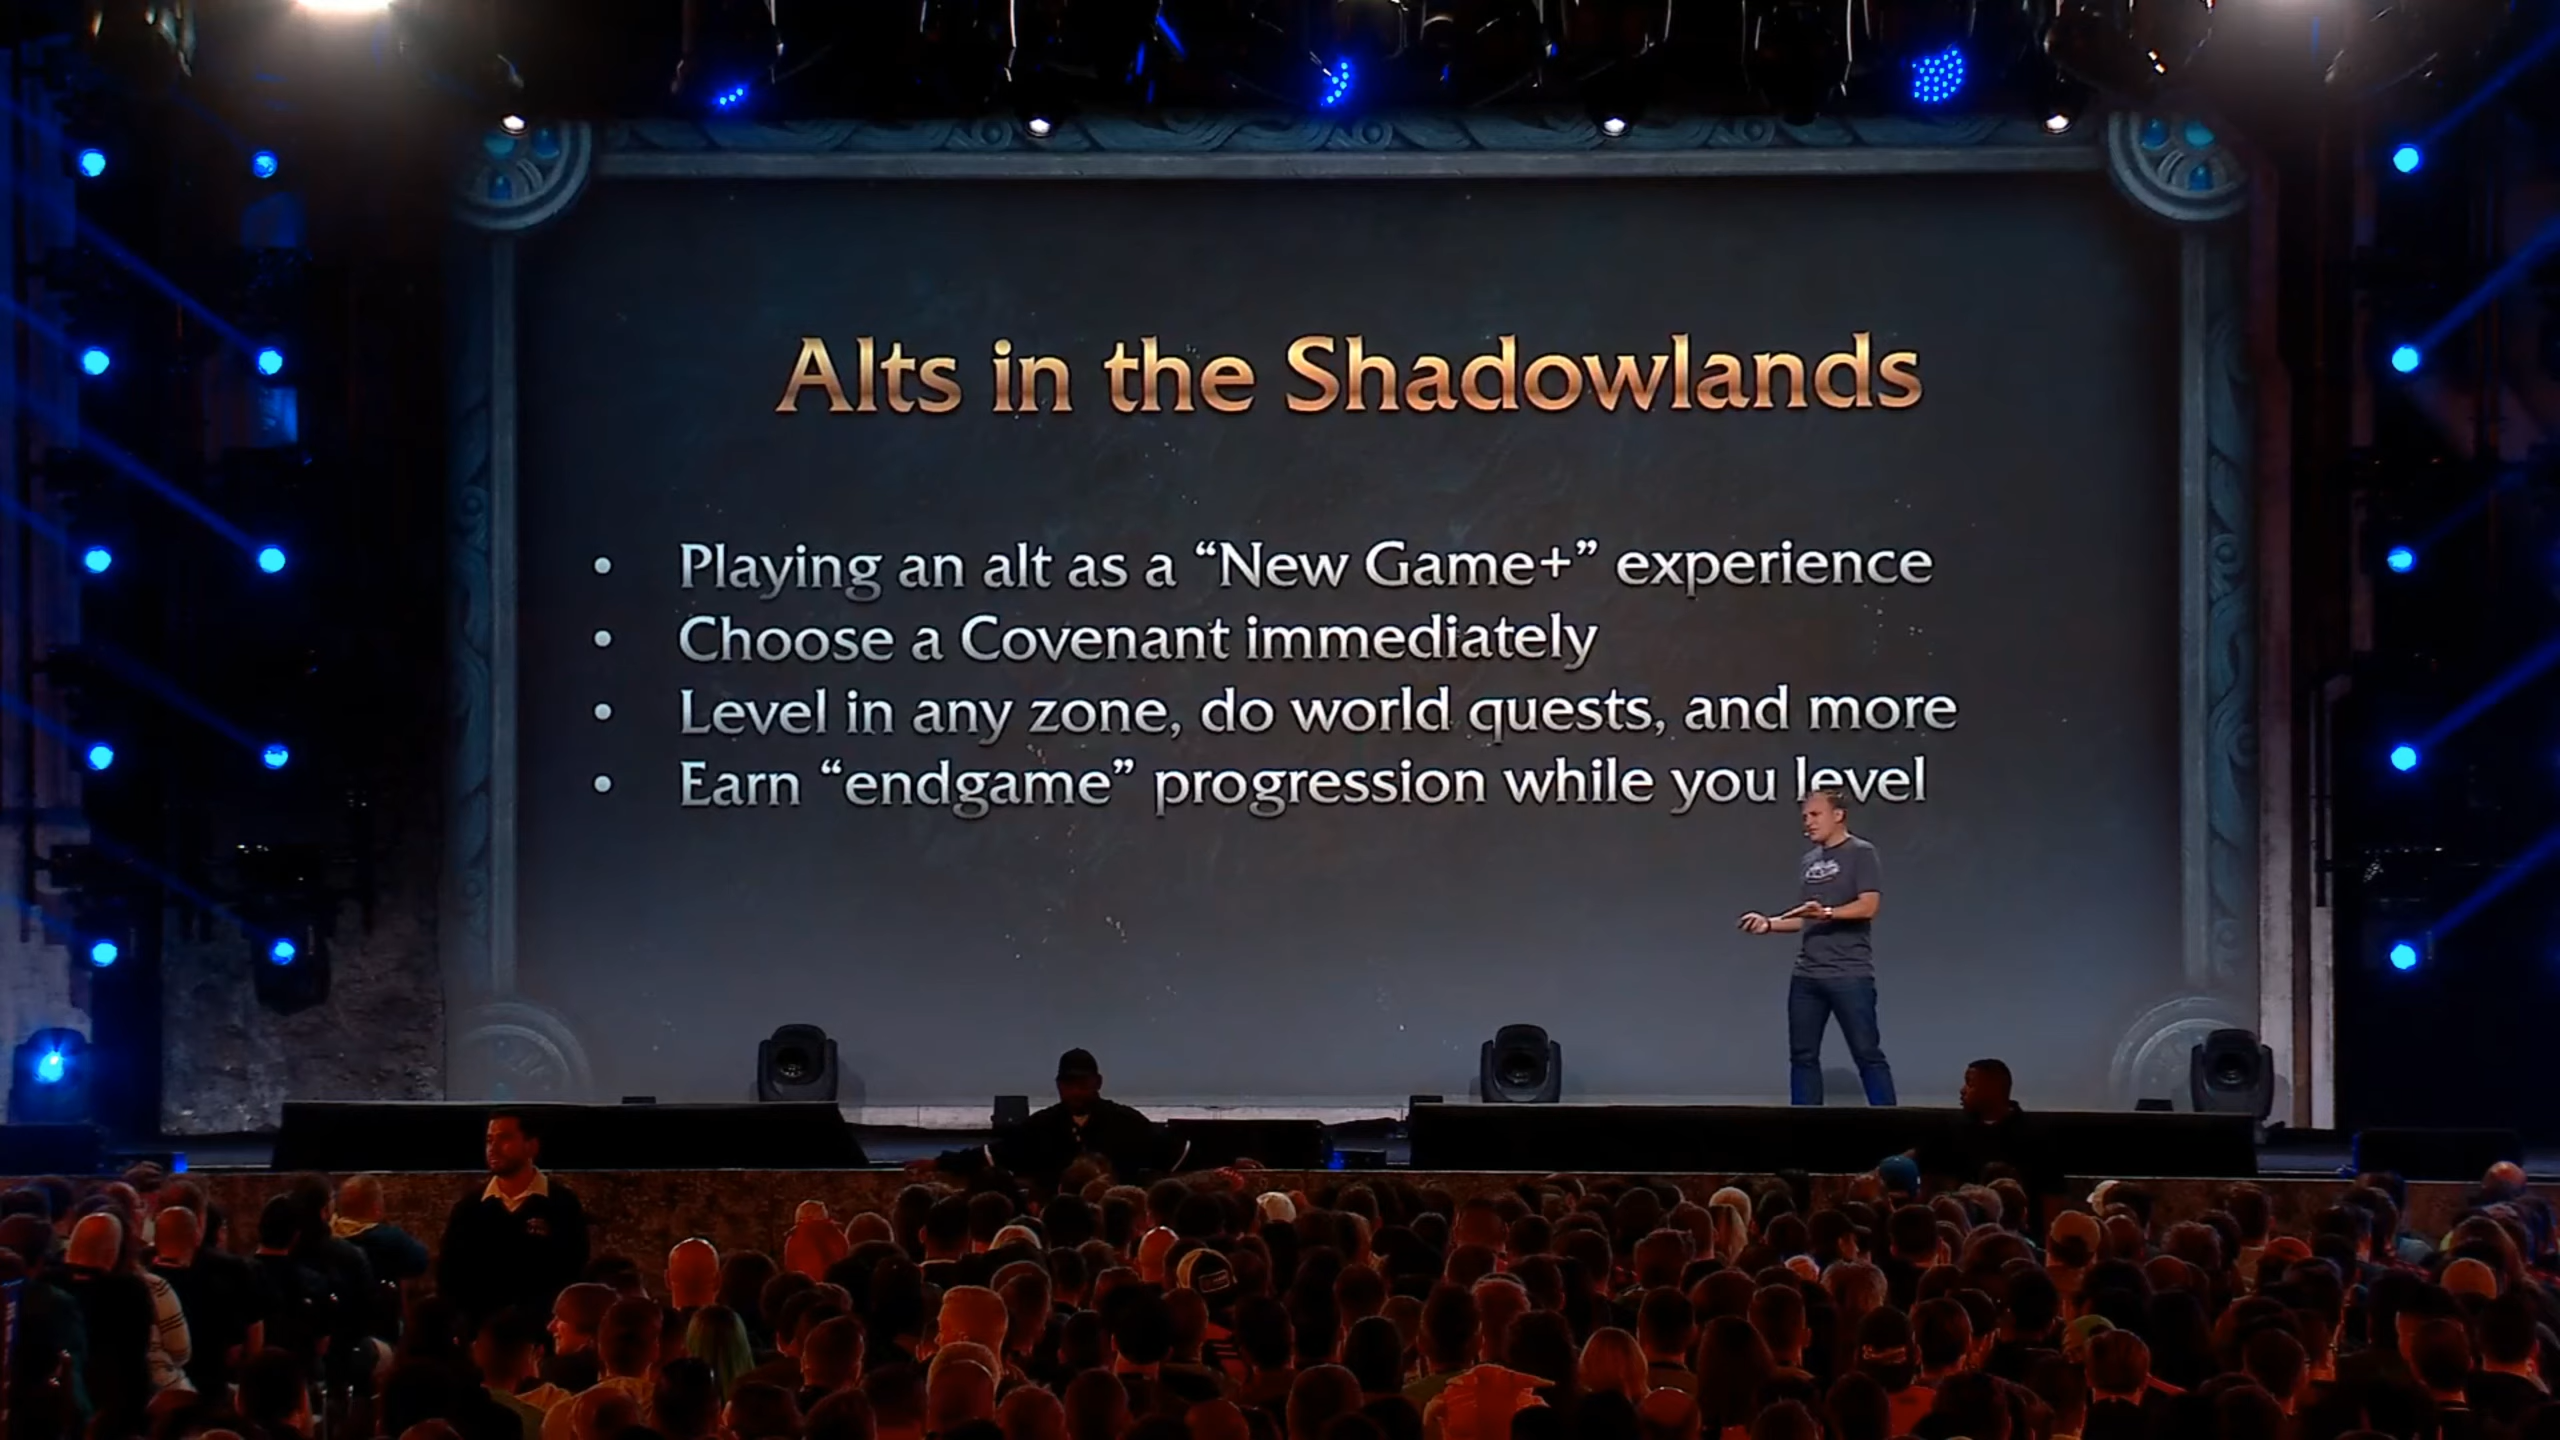 Alts in the Shadowlands
• Playing an alt as a “New Game+” experience
• Choose a Covenant immediately
• Level in any zone, do world quests, and more
• Earn “endgame” progression while you level